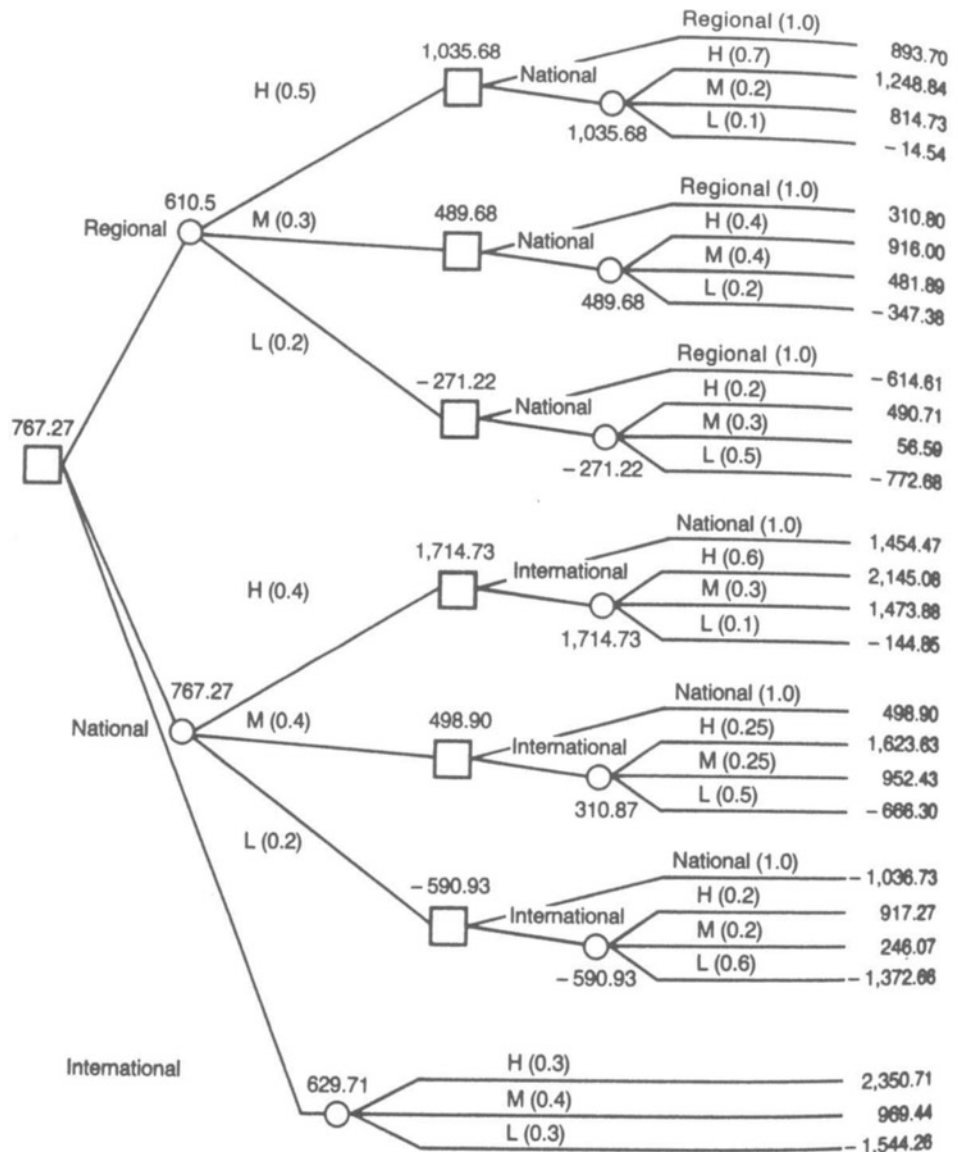 Regional (1.0)
893.70
1,035.68
National
H (0.7)
1,248.84
H (0.5)
M (0.2)
814.73
1,035.68
L (0.1)
- 14.54
Regional (1.0)
310.80
610.5
Regional
M (0.3)
489.68
National
H (0.4)
916.00
M (0.4)
481.89
489.68
L (0.2)
- 347.38
L (0.2)
Regional (1.0)
- 614.61
- 271.22
National
H (0.2)
490.71
M (0.3)
56.59
767.27
- 271.22
L (0.5)
- 772.68
National (1.0)
1,454.47
1,714.73
International
H (0.6)
2,145.08
H (0.4)
M (0.3)
1,473.88
1,714.73
L (0.1)
- 144.85
National (1.0)
498.90
767.27
National
M (0.4)
498.90
International
H (0.25)
1,623.63
M (0.25)
952.43
310.87
L (0.5)
- 666.30
L (0.2)
National (1.0)
- 1,036.73
- 590.93
International
H (0.2)
917.27
M (0.2)
246.07
- 590.93
L (0.6)
- 1,372.66
International
629.71
H (0.3)
2,350.71
M (0.4)
969.44
L (0.3)
- 1,544.26